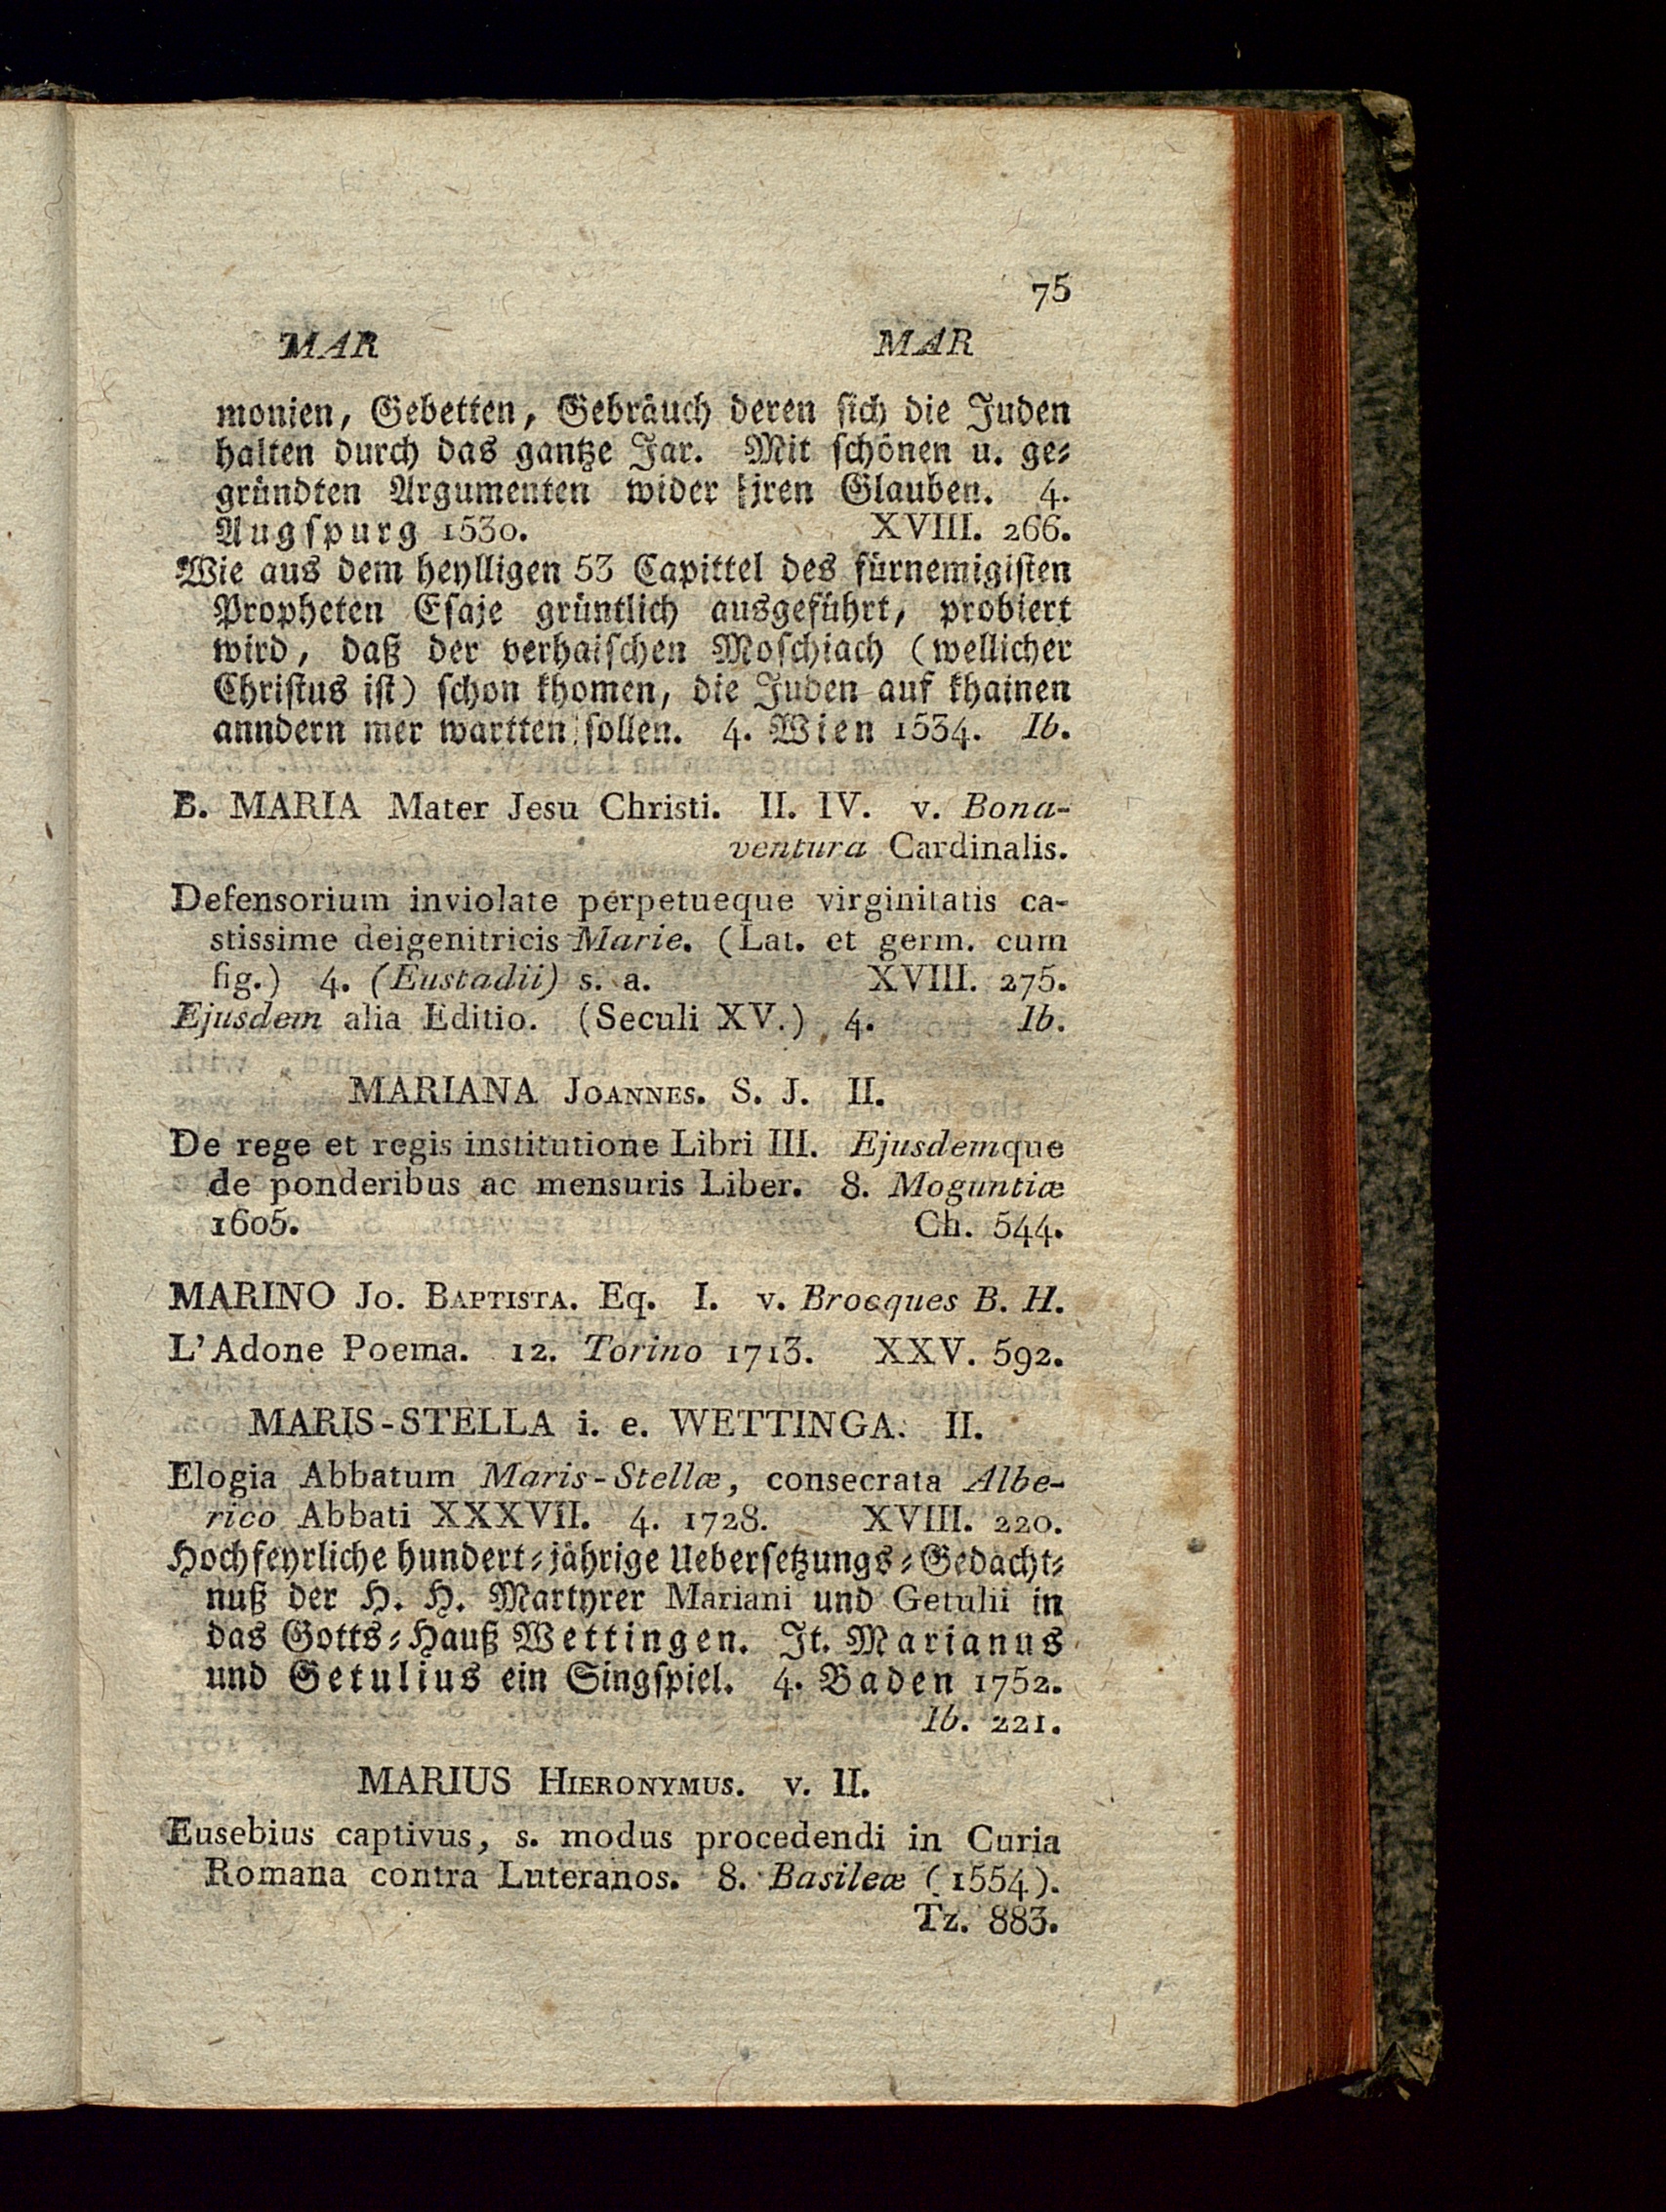 75
MAR MAR
monien, Gebetten, Gebräuch deren sich die Juden
halten durch das gantze Jar. Mit schönen u. ge-
gründten Argumenten wider jren Glauben. 4.
Augspurg 1530. XVIII. 266.
Wie aus dem heylligen 53 Capittel des fürnemigisten
Propheten Esaje grüntlich ausgeführt, probiert
wird, daß der verhaischen Moschiach (wellicher
Christus ist) schon khomen, die Juden auf khainen
anndern mer wartten sollen. 4. Wien 1534. Ib.
B. MARIA Mater Jesu Christi. II. IV. v. Bona-
ventura Cardinalis.
Defensorium inviolate perpetueque virginitatis ca-
stissime deigenitricis Marie. (Lat. et germ. cum
fig.) 4. (Eustadii) s. a. XVIII. 275.
Ejusdem alia Editio. (Seculi XV.) 4. Ib.
MARIANA JOANNES. S. J. II.
De rege et regis institutione Libri III. Ejusdemque
de ponderibus ac mensuris Liber. 8. Moguntiæ
1605. Ch. 544.
MARINO Jo. BAPTISTA. Eq. I. v. Brocques B. H.
L'Adone Poema. 12. Torino 1713. XXV. 592.
MARIS-STELLA i. e. WETTINGA. II.
Elogia Abbatum Maris-Stellæ, consecrata Albe-
rico Abbati XXXVII. 4. 1728. XVIII. 220.
Hochfeyrliche hundert-jährige Uebersetzungs-Gedächt-
nuß der H. H. Martyrer Mariani und Getulii in
das Gotts-Hauß Wettingen. It. Marianus
und Getulius ein Singspiel. 4. Baden 1752.
Ib. 221.
MARIUS HIERONYMUS. v. II.
Eusebius captivus, s. modus procedendi in Curia
Romana contra Luteranos. 8. Basileæ (1554).
Tz. 883.